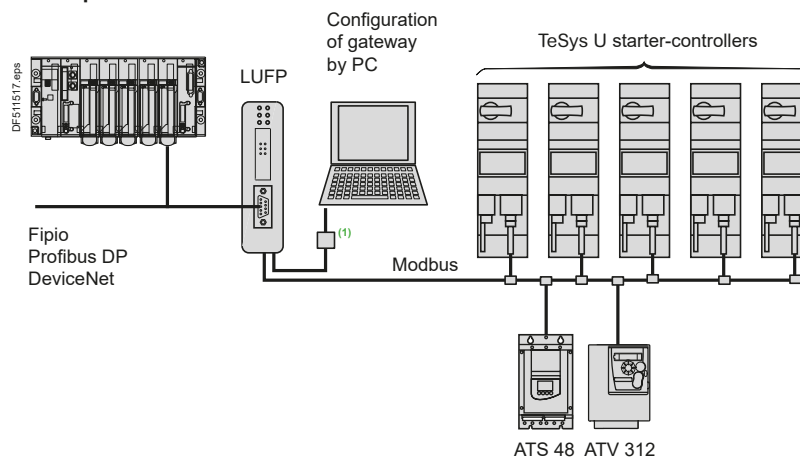 DF511517.eps
LUFP
Configuration
of gateway
by PC
TeSys U starter-controllers
(1)
Fipio
Profibus DP
DeviceNet
Modbus
ATS 48
ATV 312